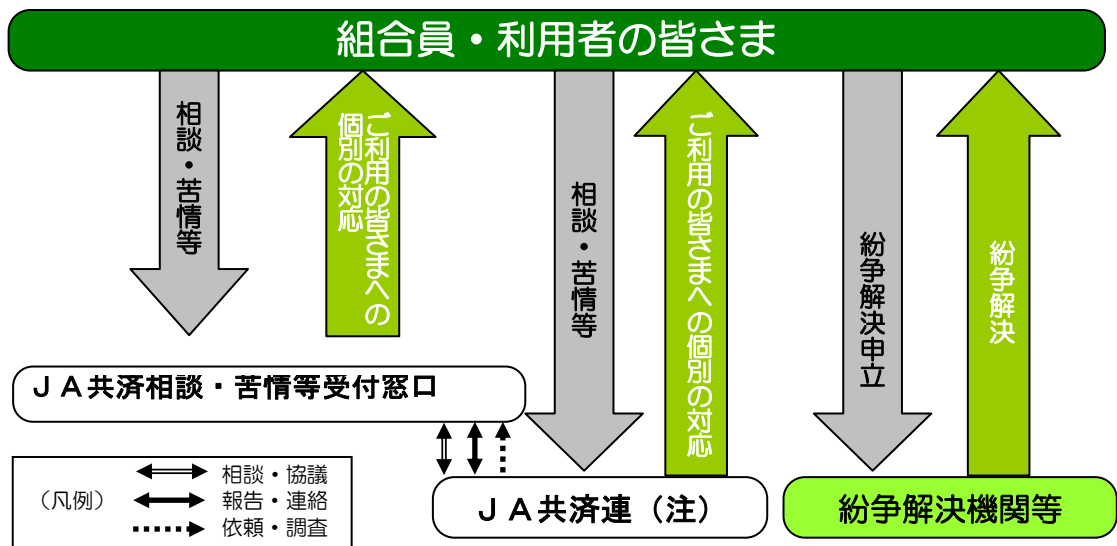 組合員・利用者の皆さま
相談・苦情等
ご利用の皆さまへの
個別の対応
相談・苦情等
ご利用の皆さまへの個別の対応
紛争解決申立
紛争解決
ＪＡ共済相談・苦情等受付窓口
（凡例）
相談・協議
報告・連絡
依頼・調査
ＪＡ共済連（注）
紛争解決機関等